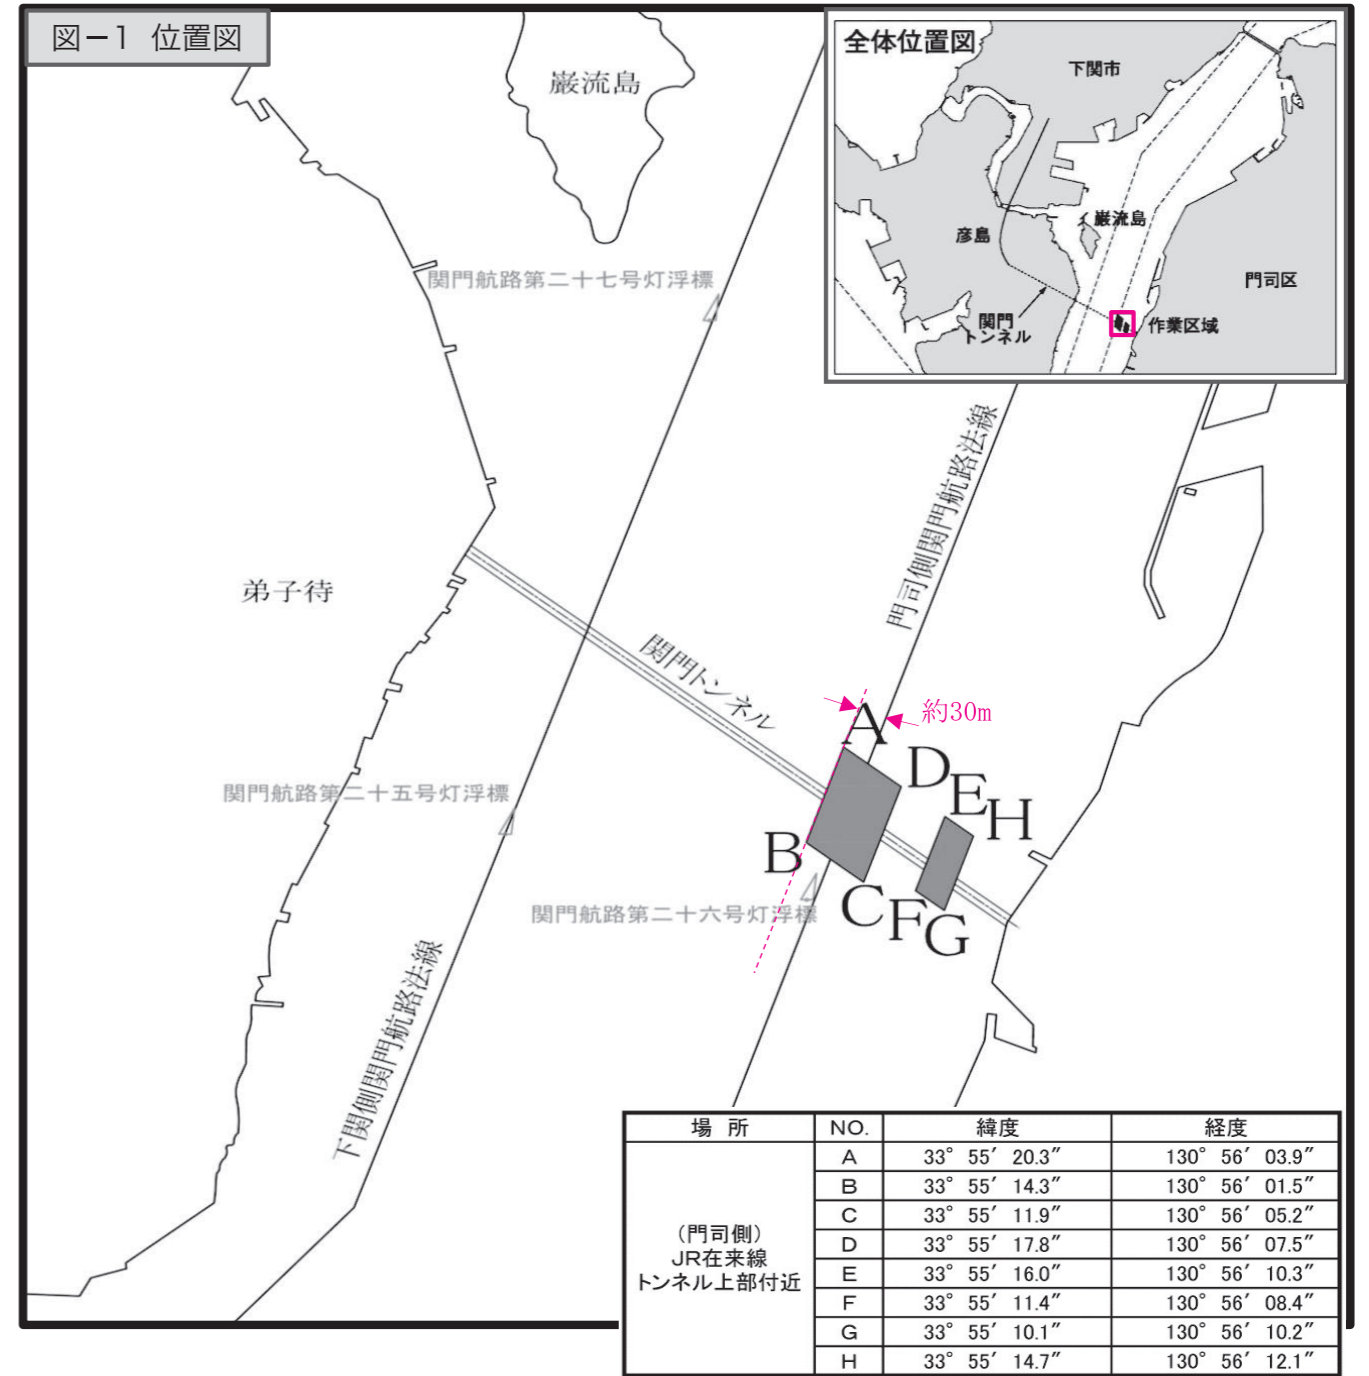 図－1 位置図
全体位置図
下関市
巌流島
彦島
門司区
関門
トンネル
作業区域
巌流島
関門航路第二十七号灯浮標
門司側関門航路法線
弟子待
関門トンネル
約30m
A
D
E
H
B
C
F
G
関門航路第二十五号灯浮標
関門航路第二十六号灯浮標
下関側関門航路法線
場 所 NO. 緯度 経度
(門司側)
JR在来線
トンネル上部付近
A 33° 55′ 20.3″ 130° 56′ 03.9″
B 33° 55′ 14.3″ 130° 56′ 01.5″
C 33° 55′ 11.9″ 130° 56′ 05.2″
D 33° 55′ 17.8″ 130° 56′ 07.5″
E 33° 55′ 16.0″ 130° 56′ 10.3″
F 33° 55′ 11.4″ 130° 56′ 08.4″
G 33° 55′ 10.1″ 130° 56′ 10.2″
H 33° 55′ 14.7″ 130° 56′ 12.1″